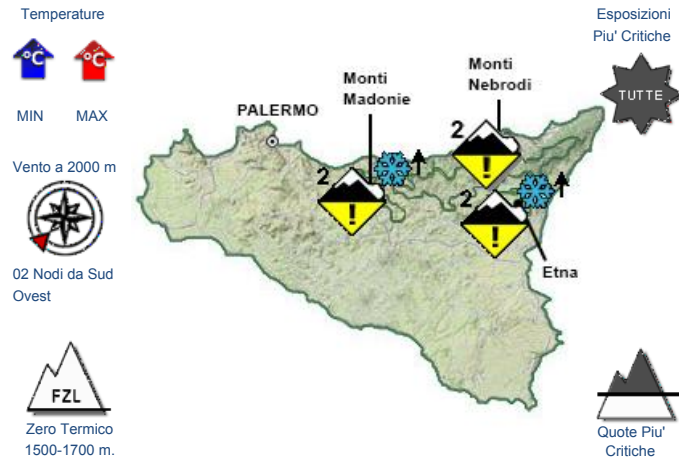 Temperature
°C
°C
MIN
MAX
Vento a 2000 m
02 Nodi da Sud
Ovest
FZL
Zero Termico
1500-1700 m.
PALERMO
Monti
Madonie
2
!
Monti
Nebrodi
2
!
!
Etna
Esposizioni
Piu' Critiche
TUTTE
Quote Piu'
Critiche